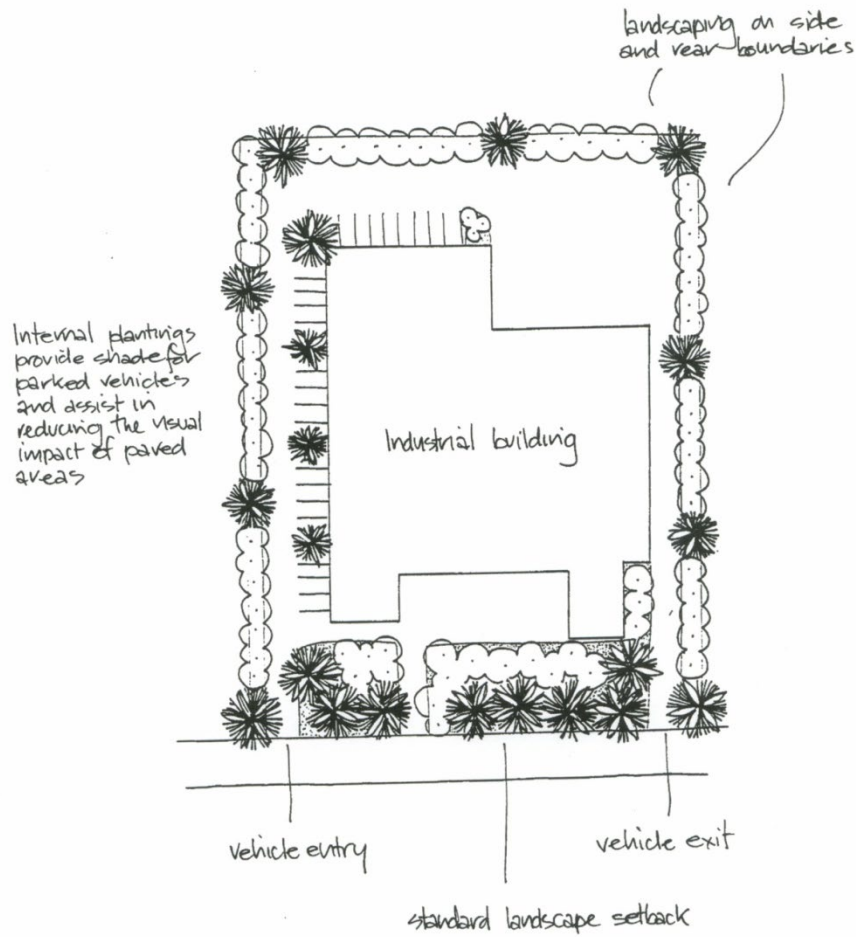 landscaping on side
and rear boundaries
Internal plantings
provide shade for
parked vehicles
and assist in
reducing the visual
impact of paved
areas
Industrial building
vehicle entry
vehicle exit
standard landscape setback